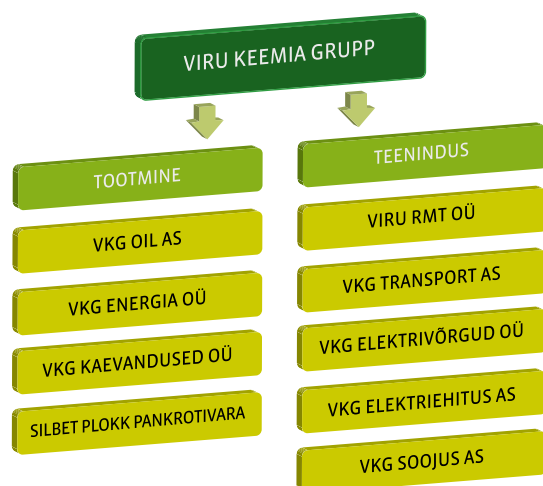 VIRU KEEMIA GRUPP
TOOTMINE
VKG OIL AS
VKG ENERGIA OÜ
VKG KAEVANDUSED OÜ
SILBET PLOKK PANKROTIVARA
TEENINDUS
VIRU RMT OÜ
VKG TRANSPORT AS
VKG ELEKTRIVÕRGUD OÜ
VKG ELEKTRIEHITUS AS
VKG SOOJUS AS